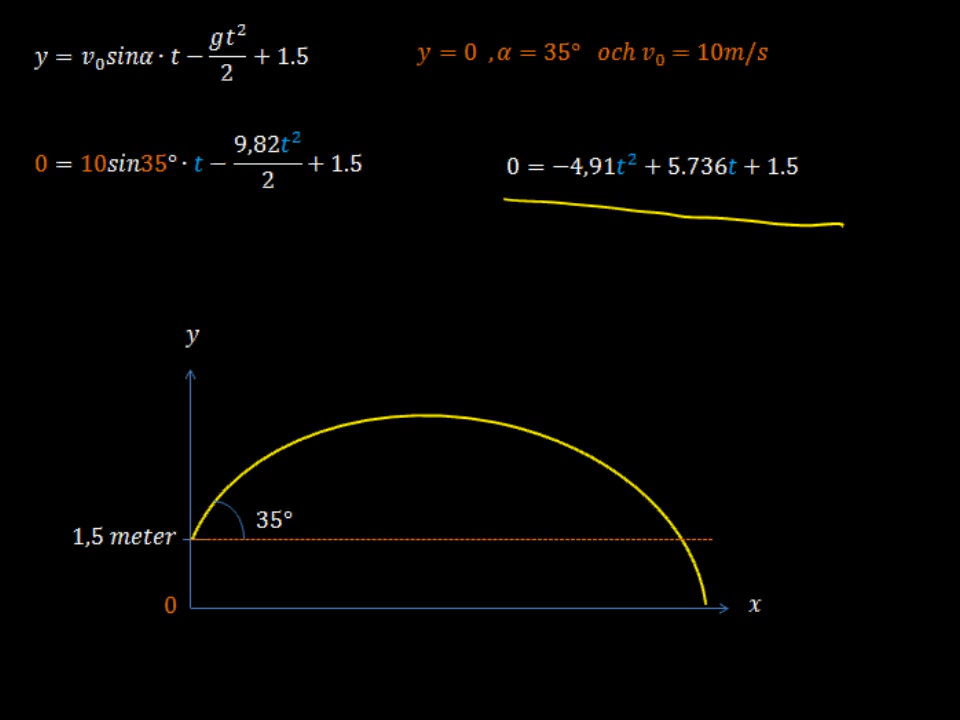 y = v₀sinα · t − gt²/2 + 1.5
y = 0 , α = 35° och v₀ = 10m/s
0 = 10sin35° · t − 9,82t²/2 + 1.5
0 = −4,91t² + 5.736t + 1.5
y
35°
1,5 meter
0
x